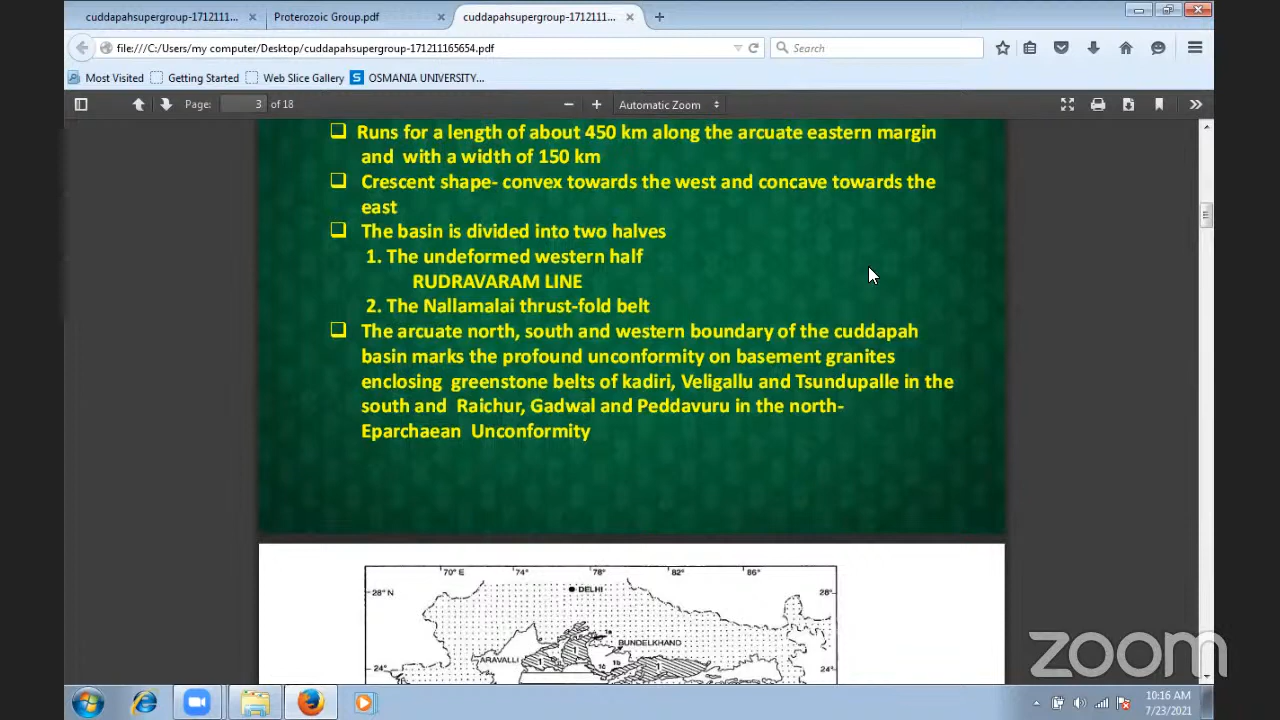 cuddapahsupergroup-1712111...
Proterozoic Group.pdf
cuddapahsupergroup-1712111...
file:///C:/Users/my computer/Desktop/cuddapahsupergroup-171211165654.pdf
Search
Most Visited
Getting Started
Web Slice Gallery
OSMANIA UNIVERSITY...
Page: 3 of 18
Automatic Zoom
Runs for a length of about 450 km along the arcuate eastern margin
and with a width of 150 km
Crescent shape- convex towards the west and concave towards the
east
The basin is divided into two halves
1. The undeformed western half
RUDRAVARAM LINE
2. The Nallamalai thrust-fold belt
The arcuate north, south and western boundary of the cuddapah
basin marks the profound unconformity on basement granites
enclosing greenstone belts of kadiri, Veligallu and Tsundupalle in the
south and Raichur, Gadwal and Peddavuru in the north-
Eparchaean Unconformity
70° E 74° 78° 82° 86°
28° N
DELHI
28°
BUNDELKHAND
ARAVALLI
24°
24°
zoom
10:16 AM
7/23/2021